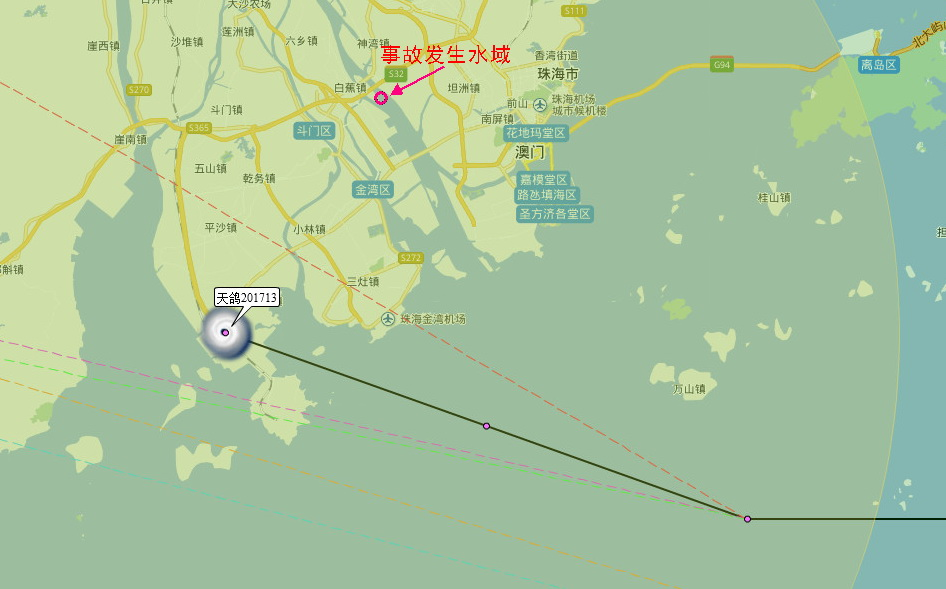 大沙农场
S111
莲洲镇
崖西镇
沙堆镇
六乡镇
神湾镇
事故发生水域
香湾街道
珠海市
S32
G94
离岛区
S270
白蕉镇
坦洲镇
前山
珠海机场
城市候机楼
斗门镇
南屏镇
S365
斗门区
花地玛堂区
崖南镇
澳门
五山镇
乾务镇
金湾区
嘉模堂区
路氹填海区
桂山镇
圣方济各堂区
平沙镇
小林镇
S272
三灶镇
天鸽201713
珠海金湾机场
万山镇